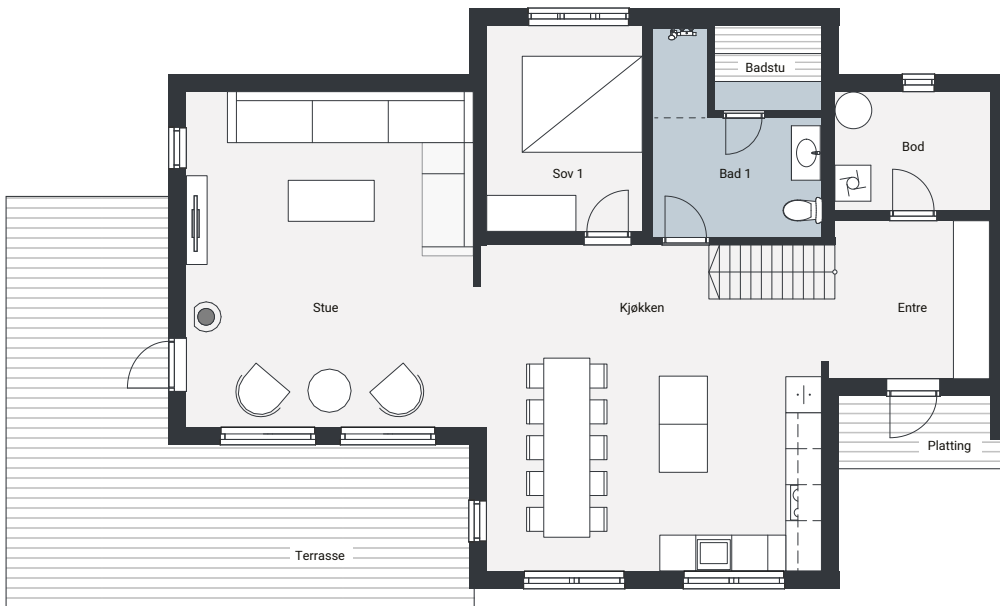 Badstu
Bod
Sov 1
Bad 1
Stue
Kjøkken
Entre
Platting
Terrasse